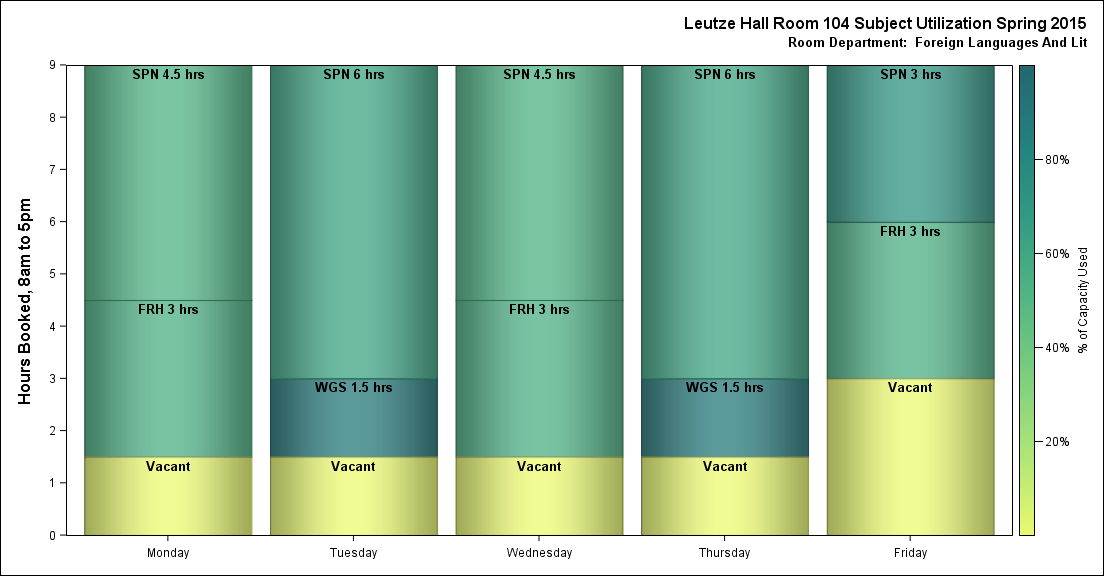 Leutze Hall Room 104 Subject Utilization Spring 2015
Room Department:  Foreign Languages And Lit
Hours Booked, 8am to 5pm
9
8
7
6
5
4
3
2
1
0
SPN 4.5 hrs
FRH 3 hrs
Vacant
Monday
SPN 6 hrs
WGS 1.5 hrs
Vacant
Tuesday
SPN 4.5 hrs
FRH 3 hrs
Vacant
Wednesday
SPN 6 hrs
WGS 1.5 hrs
Vacant
Thursday
SPN 3 hrs
FRH 3 hrs
Vacant
Friday
80%
60%
40%
20%
% of Capacity Used